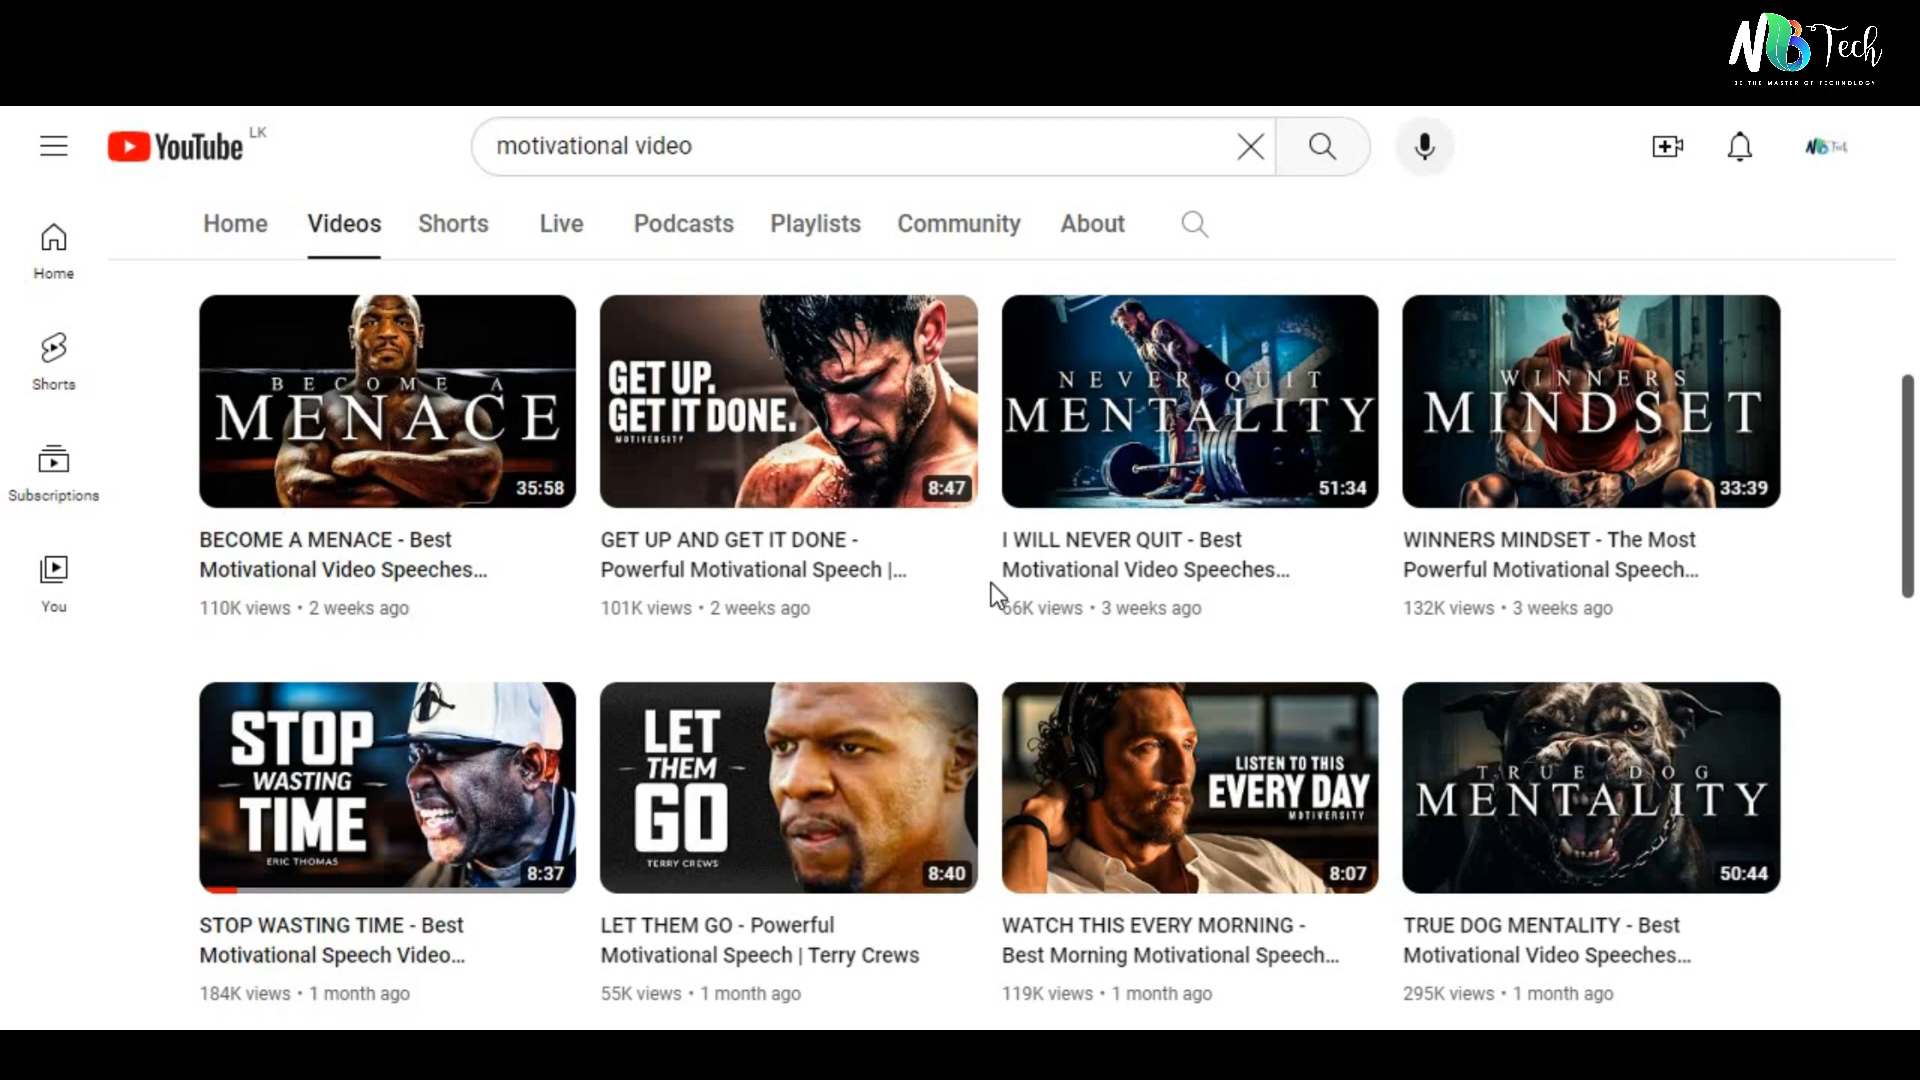 NB Tech
BE THE MASTER OF TECHNOLOGY
YouTube LK
motivational video
NB Tech
Home
Videos
Shorts
Live
Podcasts
Playlists
Community
About
Home
Shorts
Subscriptions
You
BECOME A
MENACE
35:58
GET UP.
GET IT DONE.
MOTIVERSITY
8:47
NEVER QUIT
MENTALITY
51:34
WINNERS
MINDSET
33:39
BECOME A MENACE - Best
Motivational Video Speeches...
110K views • 2 weeks ago
GET UP AND GET IT DONE -
Powerful Motivational Speech |...
101K views • 2 weeks ago
I WILL NEVER QUIT - Best
Motivational Video Speeches...
66K views • 3 weeks ago
WINNERS MINDSET - The Most
Powerful Motivational Speech...
132K views • 3 weeks ago
STOP
WASTING
TIME
ERIC THOMAS
8:37
LET
THEM
GO
TERRY CREWS
8:40
LISTEN TO THIS
EVERY DAY
MOTIVERSITY
8:07
TRUE DOG
MENTALITY
50:44
STOP WASTING TIME - Best
Motivational Speech Video...
184K views • 1 month ago
LET THEM GO - Powerful
Motivational Speech | Terry Crews
55K views • 1 month ago
WATCH THIS EVERY MORNING -
Best Morning Motivational Speech...
119K views • 1 month ago
TRUE DOG MENTALITY - Best
Motivational Video Speeches...
295K views • 1 month ago